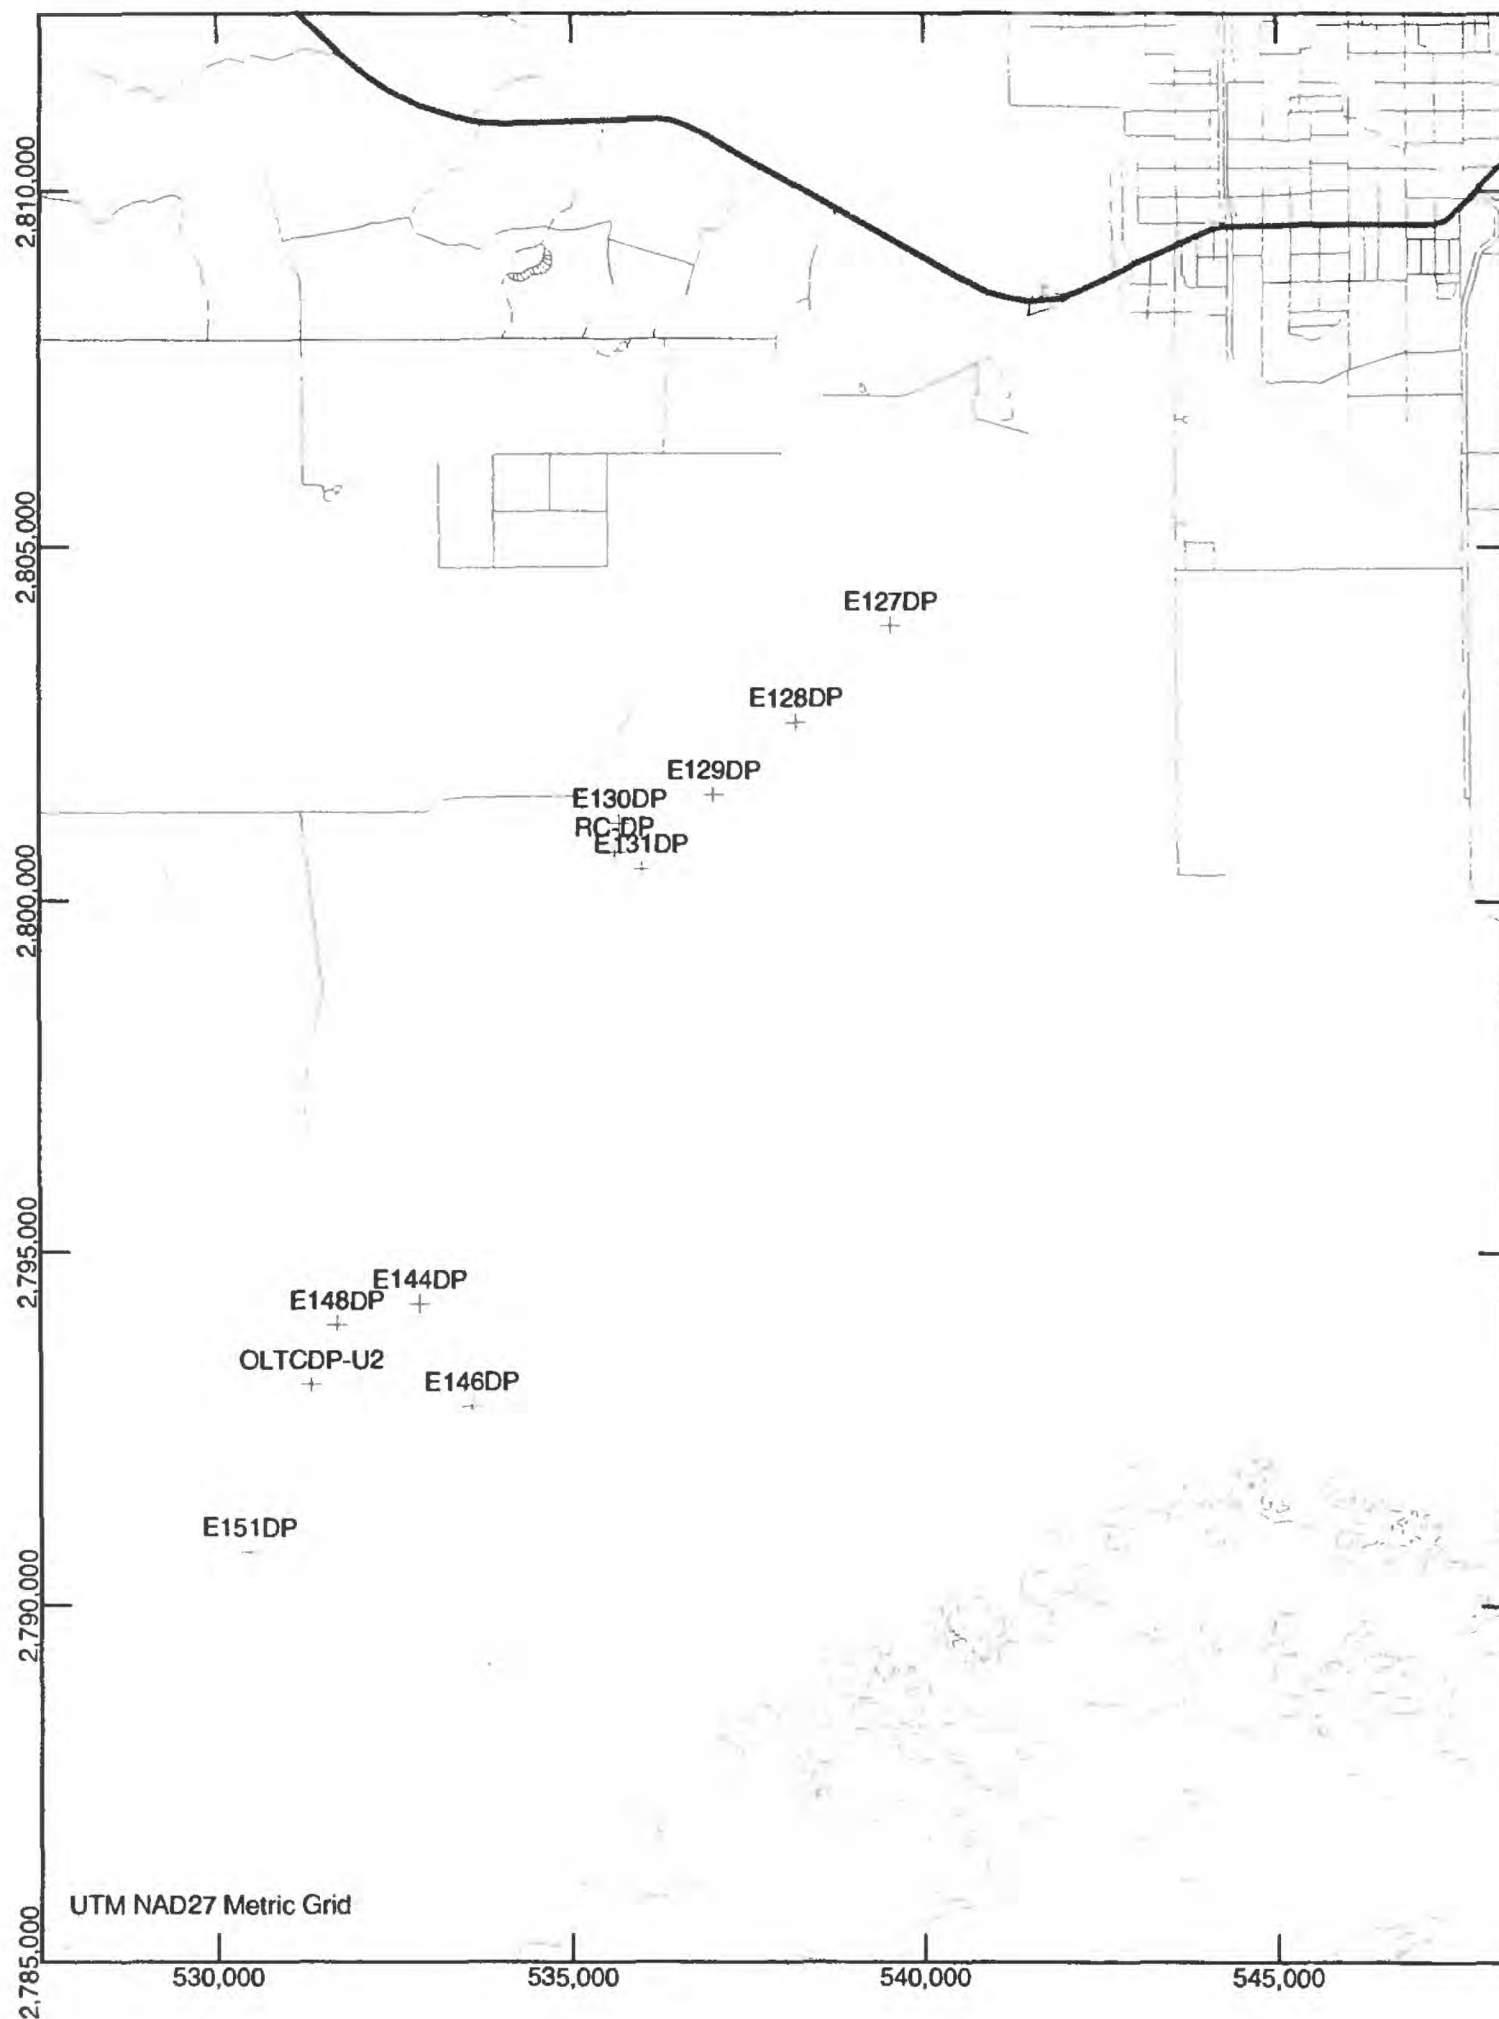 2,810,000
2,805,000
E127DP
E128DP
E129DP
E130DP
RC-DP
E131DP
2,800,000
2,795,000
E144DP
E148DP
OLTCDP-U2
E146DP
E151DP
2,790,000
UTM NAD27 Metric Grid
2,785,000
530,000
535,000
540,000
545,000